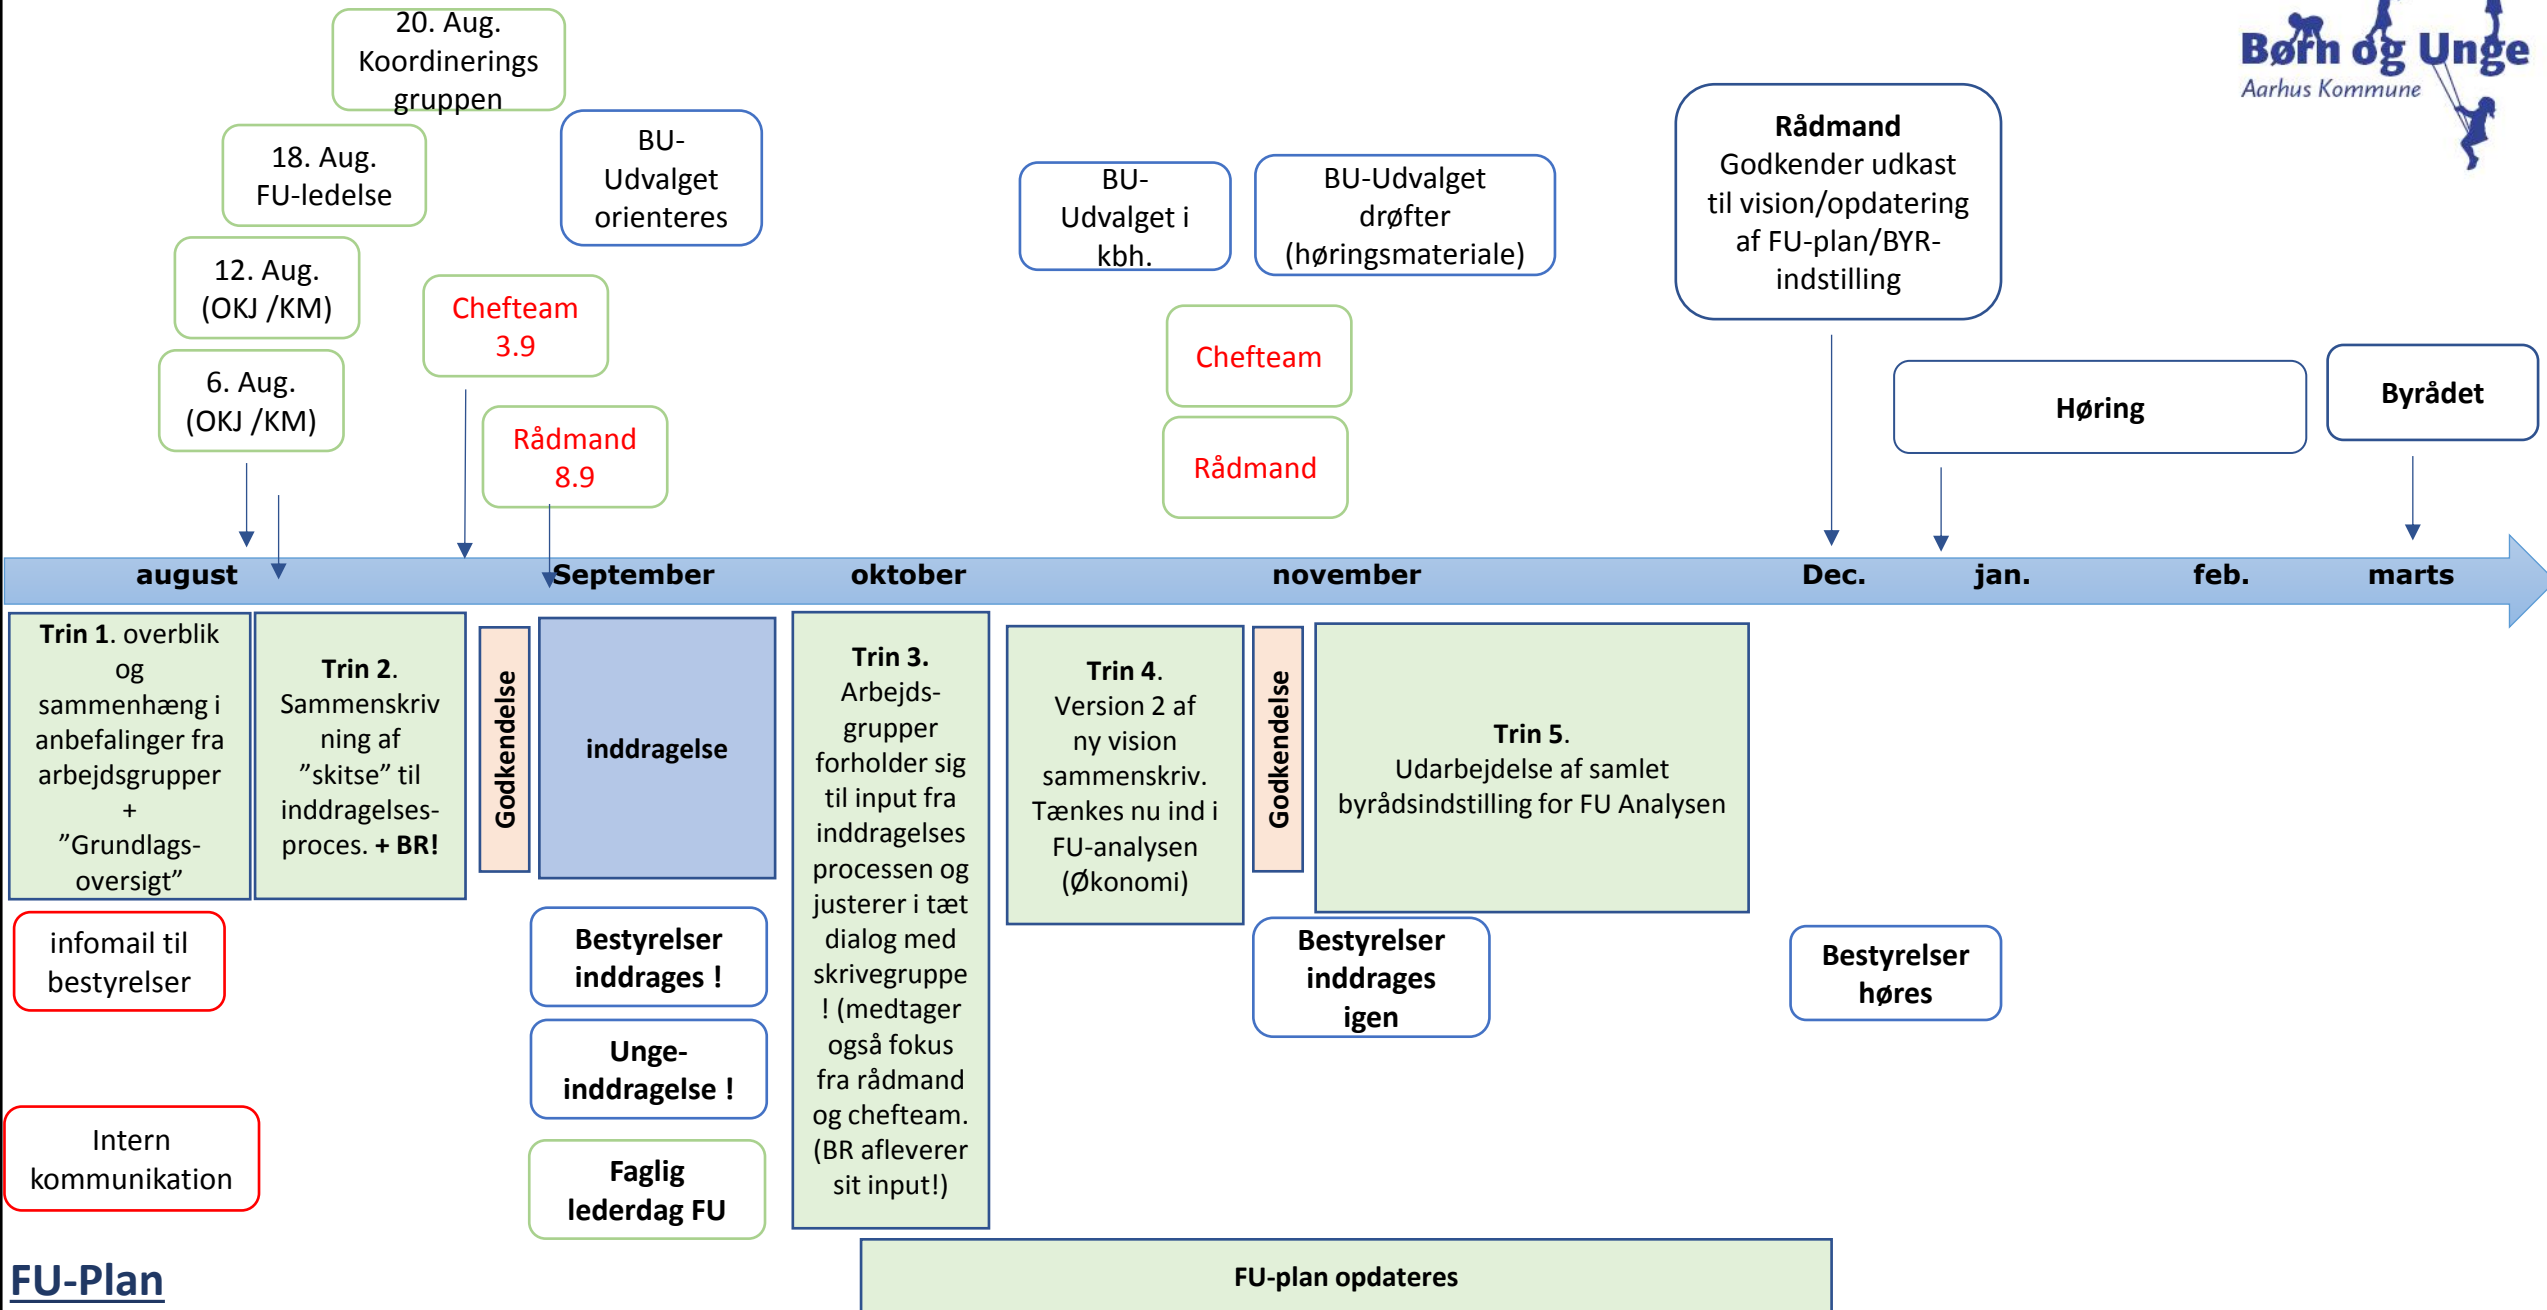 20. Aug.
Koordinerings
gruppen
Børn og Unge
Aarhus Kommune
18. Aug.
FU-ledelse
BU-
Udvalget
orienteres
BU-
Udvalget i
kbh.
BU-Udvalget
drøfter
(høringsmateriale)
Rådmand
Godkender udkast
til vision/opdatering
af FU-plan/BYR-
indstilling
12. Aug.
(OKJ /KM)
Chefteam
3.9
Chefteam
6. Aug.
(OKJ /KM)
Rådmand
8.9
Rådmand
Høring
Byrådet
august
September
oktober
november
Dec.
jan.
feb.
marts
Trin 1. overblik
og
sammenhæng i
anbefalinger fra
arbejdsgrupper
+
”Grundlags-
oversigt”
Trin 2.
Sammenskriv
ning af
”skitse” til
inddragelses-
proces. + BR!
Godkendelse
inddragelse
Trin 3.
Arbejds-
grupper
forholder sig
til input fra
inddragelses
processen og
justerer i tæt
dialog med
skrivegruppe
! (medtager
også fokus
fra rådmand
og chefteam.
(BR afleverer
sit input!)
Trin 4.
Version 2 af
ny vision
sammenskriv.
Tænkes nu ind i
FU-analysen
(Økonomi)
Godkendelse
Trin 5.
Udarbejdelse af samlet
byrådsindstilling for FU Analysen
infomail til
bestyrelser
Bestyrelser
inddrages !
Bestyrelser
inddrages
igen
Bestyrelser
høres
Unge-
inddragelse !
Intern
kommunikation
Faglig
lederdag FU
FU-Plan
FU-plan opdateres